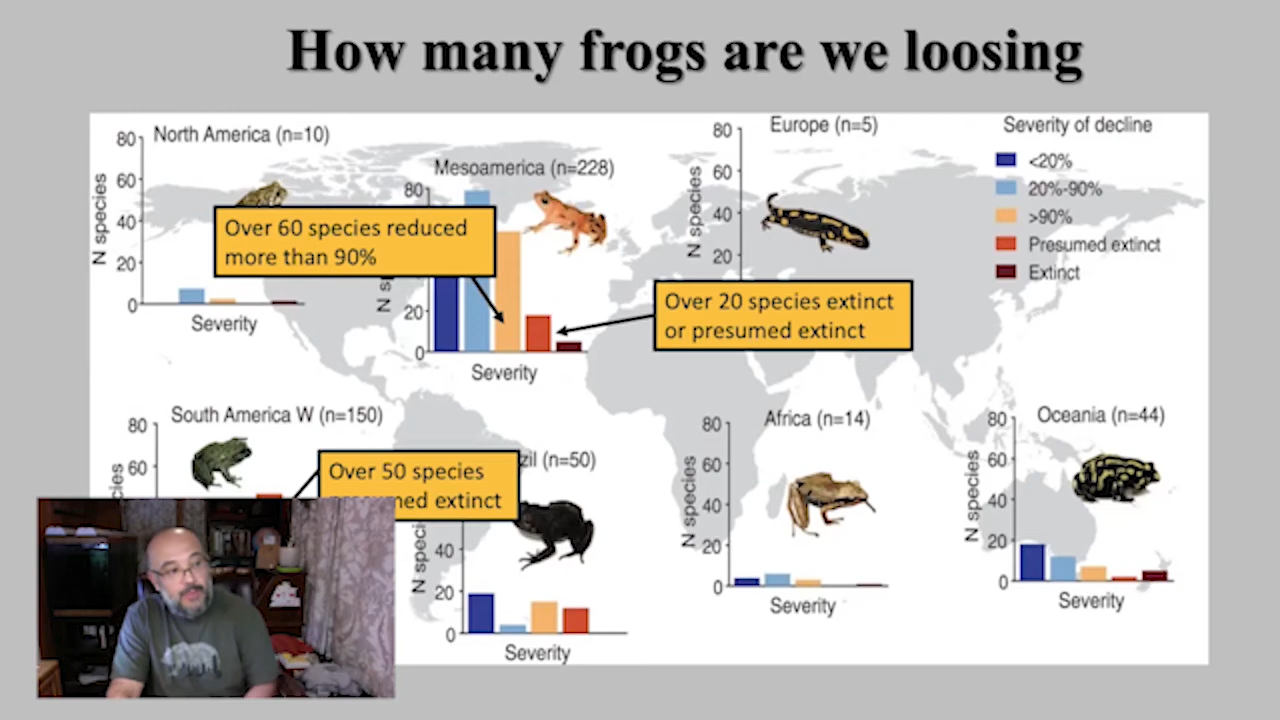 How many frogs are we loosing
North America (n=10)
80
60
40
20
0
N species
Severity
Over 60 species reduced
more than 90%
Mesoamerica (n=228)
80
20
0
Severity
Over 20 species extinct
or presumed extinct
Europe (n=5)
80
60
40
20
N species
Severity of decline
<20%
20%-90%
>90%
Presumed extinct
Extinct
South America W (n=150)
80
60
Over 50 species
extinct
(n=50)
40
20
0
Severity
Africa (n=14)
80
60
40
20
0
N species
Severity
Oceania (n=44)
80
60
40
20
0
N species
Severity